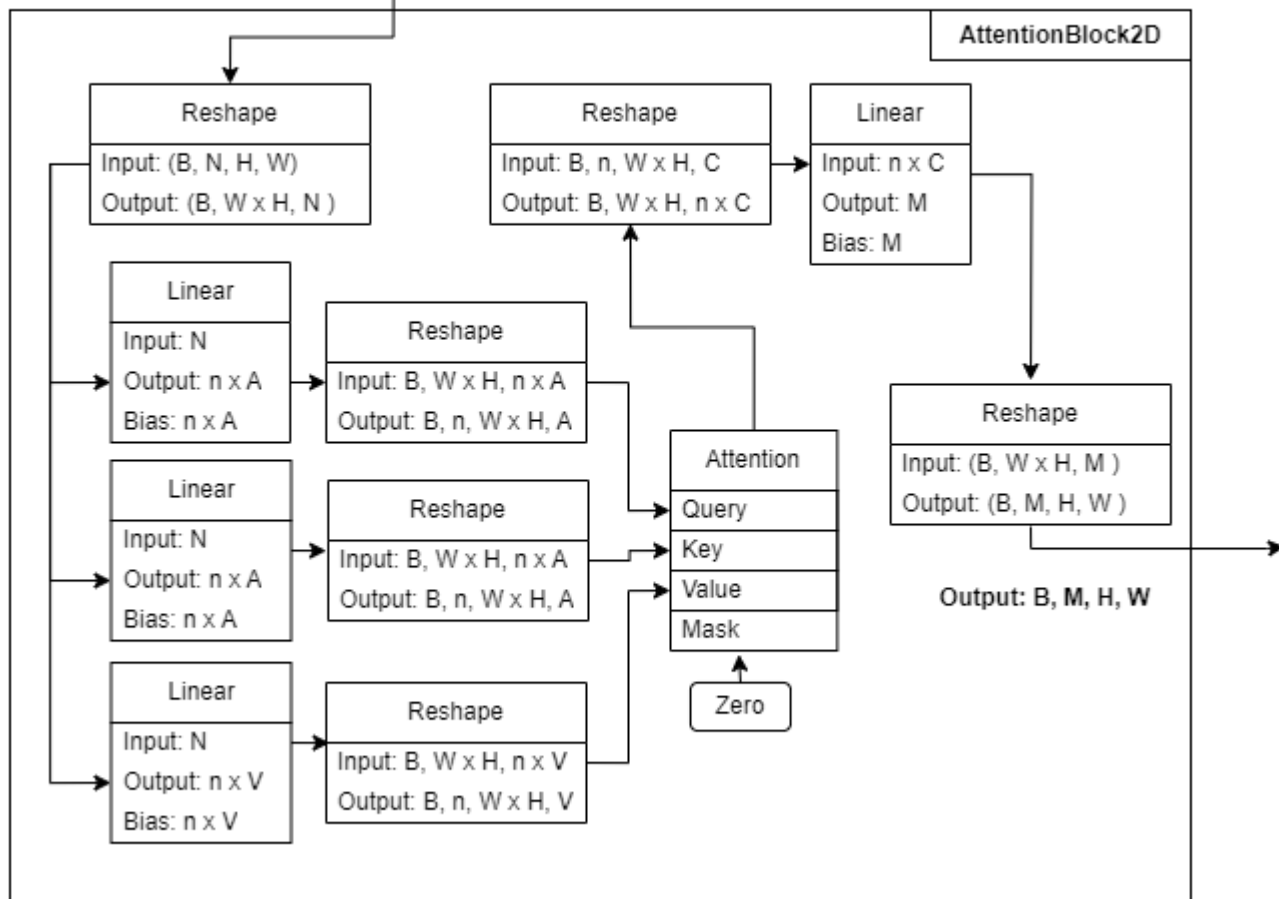 AttentionBlock2D
Reshape
Input: (B, N, H, W)
Output: (B, W x H, N )
Reshape
Input: B, n, W x H, C
Output: B, W x H, n x C
Linear
Input: n x C
Output: M
Bias: M
Linear
Input: N
Output: n x A
Bias: n x A
Reshape
Input: B, W x H, n x A
Output: B, n, W x H, A
Linear
Input: N
Output: n x A
Bias: n x A
Reshape
Input: B, W x H, n x A
Output: B, n, W x H, A
Linear
Input: N
Output: n x V
Bias: n x V
Reshape
Input: B, W x H, n x V
Output: B, n, W x H, V
Attention
Query
Key
Value
Mask
Zero
Reshape
Input: (B, W x H, M )
Output: (B, M, H, W )
Output: B, M, H, W